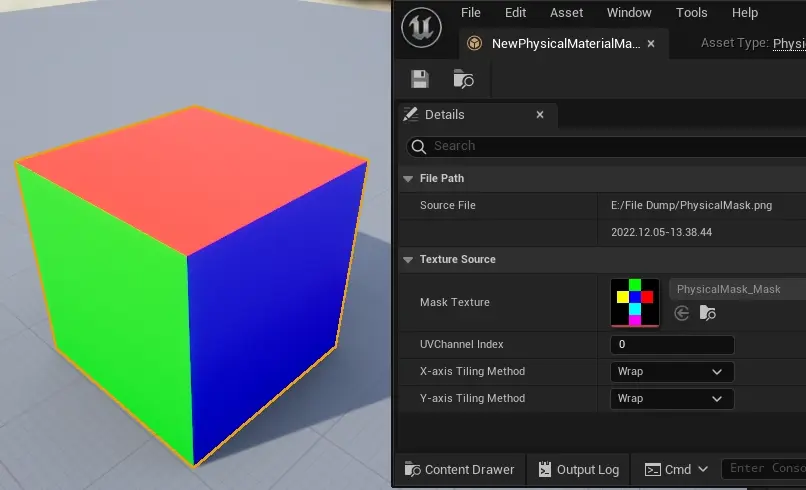 File Edit Asset Window Tools Help
NewPhysicalMaterialMa... Asset Type:
Details
Search
File Path
Source File E:/File Dump/PhysicalMask.png
2022.12.05-13.38.44
Texture Source
Mask Texture PhysicalMask_Mask
UVChannel Index 0
X-axis Tiling Method Wrap
Y-axis Tiling Method Wrap
Content Drawer Output Log Cmd Enter